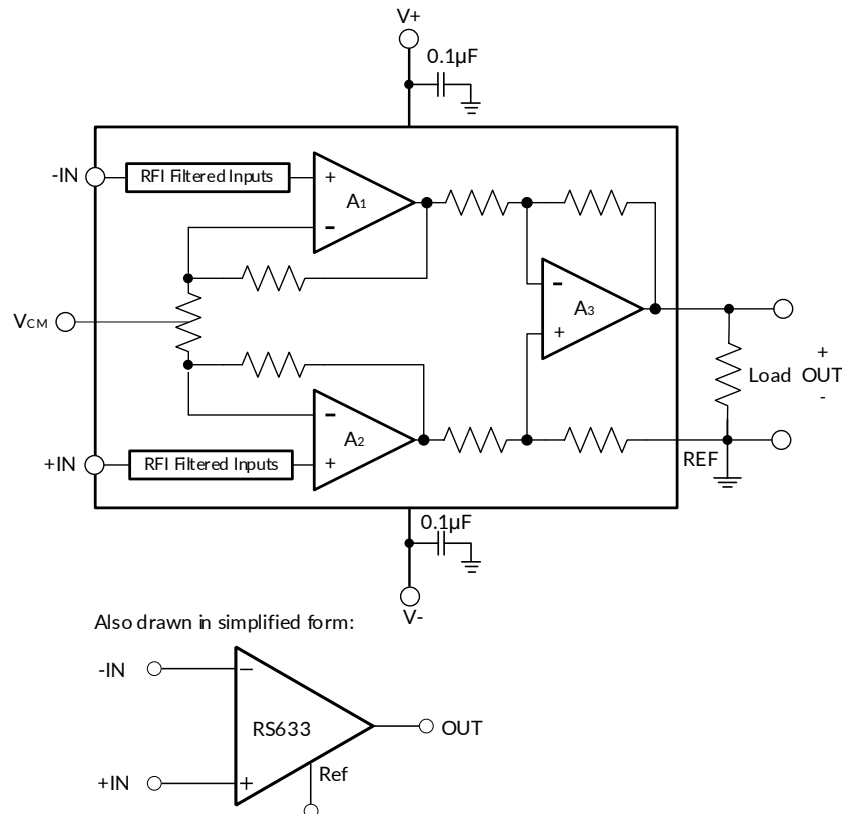 V+
0.1µF
-IN
RFI Filtered Inputs
+
A1
-
-
A3
+
VCM
Load
+
OUT
-
-
A2
+
+IN
RFI Filtered Inputs
REF
0.1µF
V-
Also drawn in simplified form:
-IN
−
RS633
OUT
+IN
+
Ref